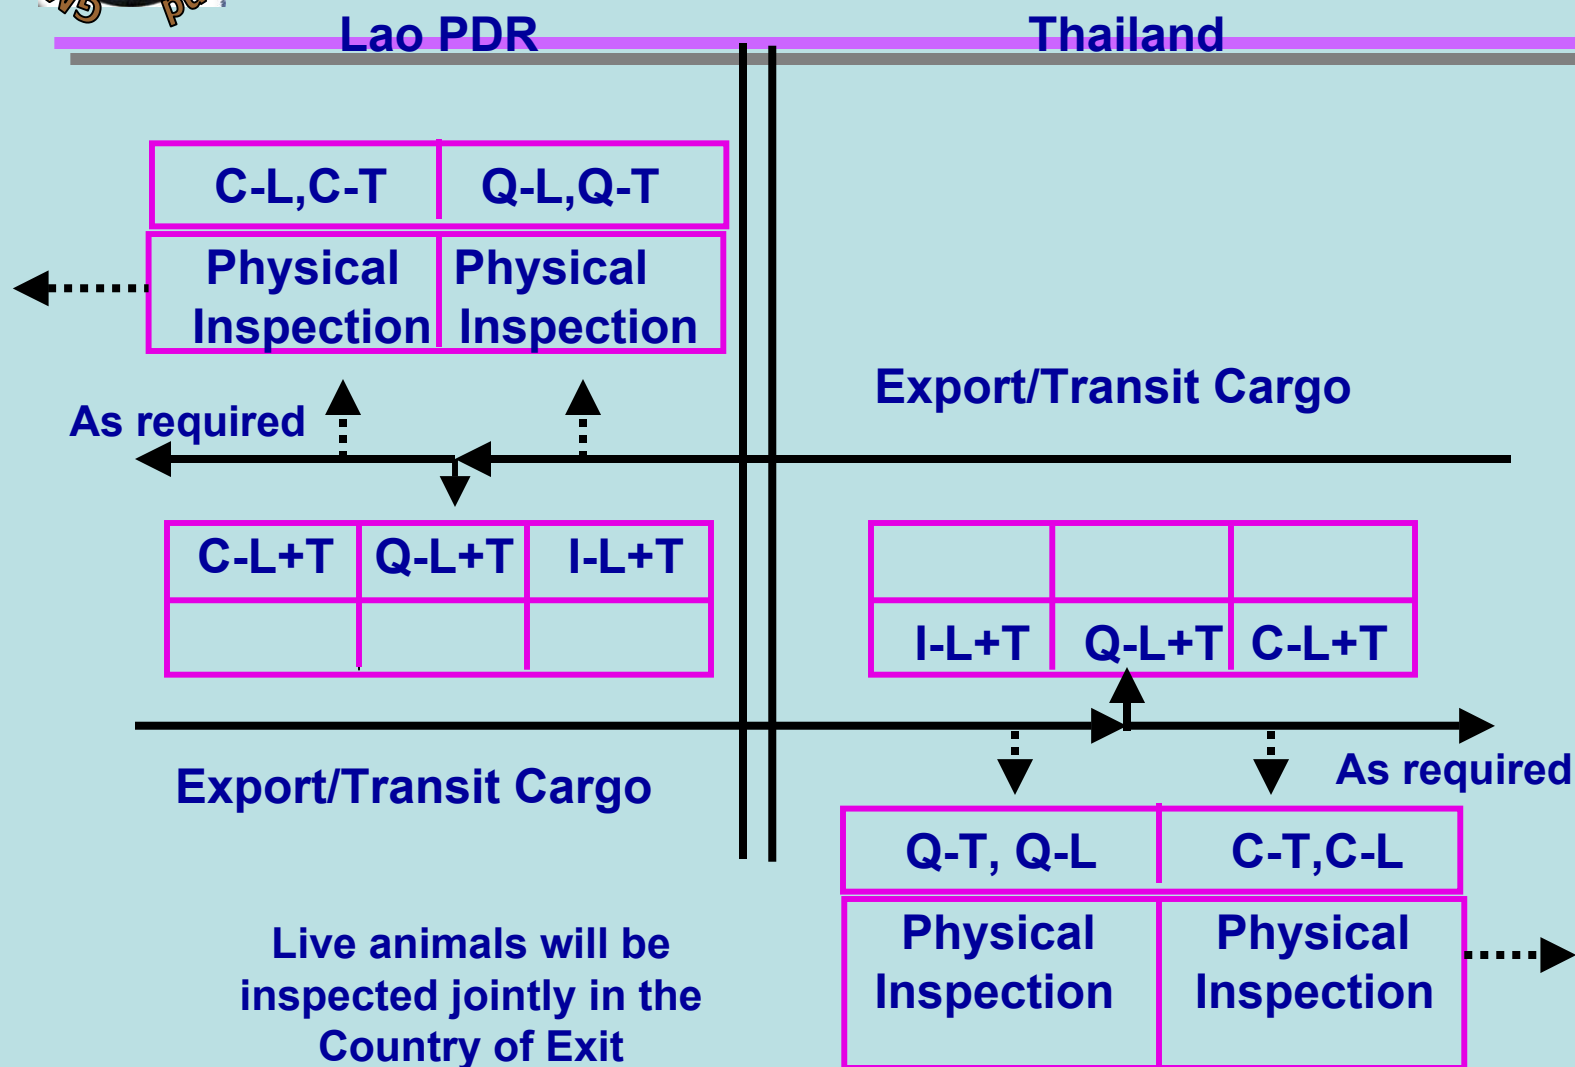 Lao PDR
Thailand
C-L,C-T
Q-L,Q-T
Physical
Inspection
Physical
Inspection
Export/Transit Cargo
As required
C-L+T
Q-L+T
I-L+T
I-L+T
Q-L+T
C-L+T
Export/Transit Cargo
As required
Q-T, Q-L
C-T,C-L
Physical
Inspection
Physical
Inspection
Live animals will be
inspected jointly in the
Country of Exit